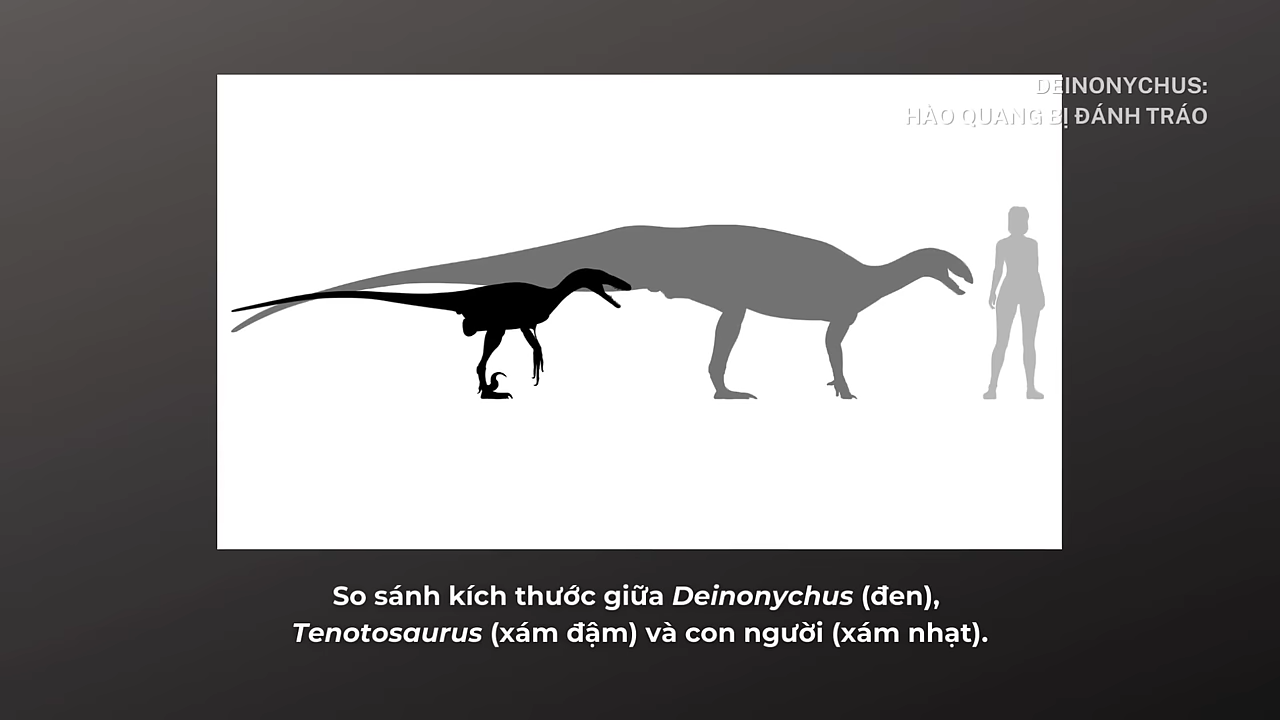 DEINONYCHUS:
HÀO QUANG BỊ ĐÁNH TRÁO
So sánh kích thước giữa Deinonychus (đen),
Tenotosaurus (xám đậm) và con người (xám nhạt).